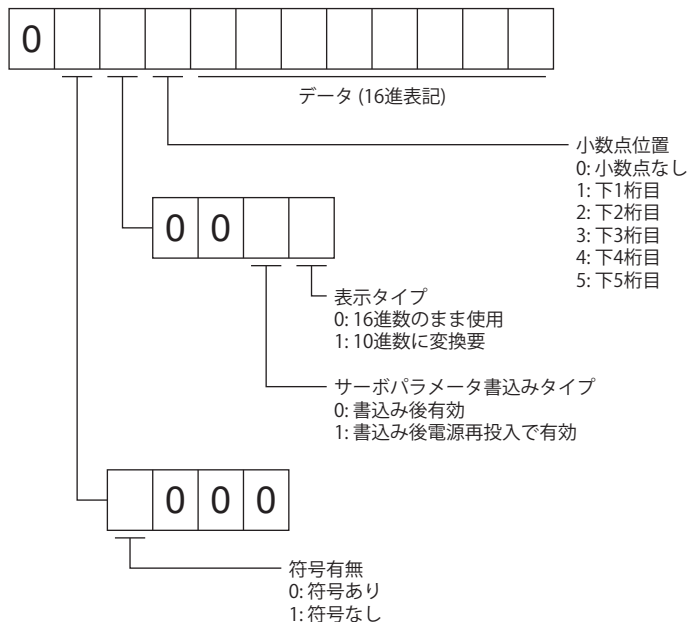 0
データ (16進表記)
小数点位置
0: 小数点なし
1: 下1桁目
2: 下2桁目
3: 下3桁目
4: 下4桁目
5: 下5桁目
0 0
表示タイプ
0: 16進数のまま使用
1: 10進数に変換要
サーボパラメータ書込みタイプ
0: 書込み後有効
1: 書込み後電源再投入で有効
0 0 0
符号有無
0: 符号あり
1: 符号なし